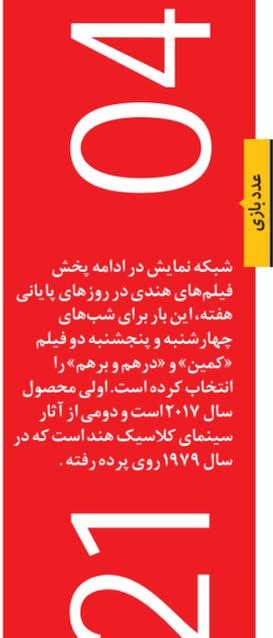 04
عدد بازی
شبکه نمایش در ادامه پخش
فیلم‌های هندی در روزهای پایانی
هفته، این بار برای شب‌های
چهارشنبه و پنجشنبه دو فیلم
«کمین» و «درهم و برهم» را
انتخاب کرده است. اولی محصول
سال ۲۰۱۷ است و دومی از آثار
سینمای کلاسیک هند است که در
سال ۱۹۷۹ روی پرده رفته.
21